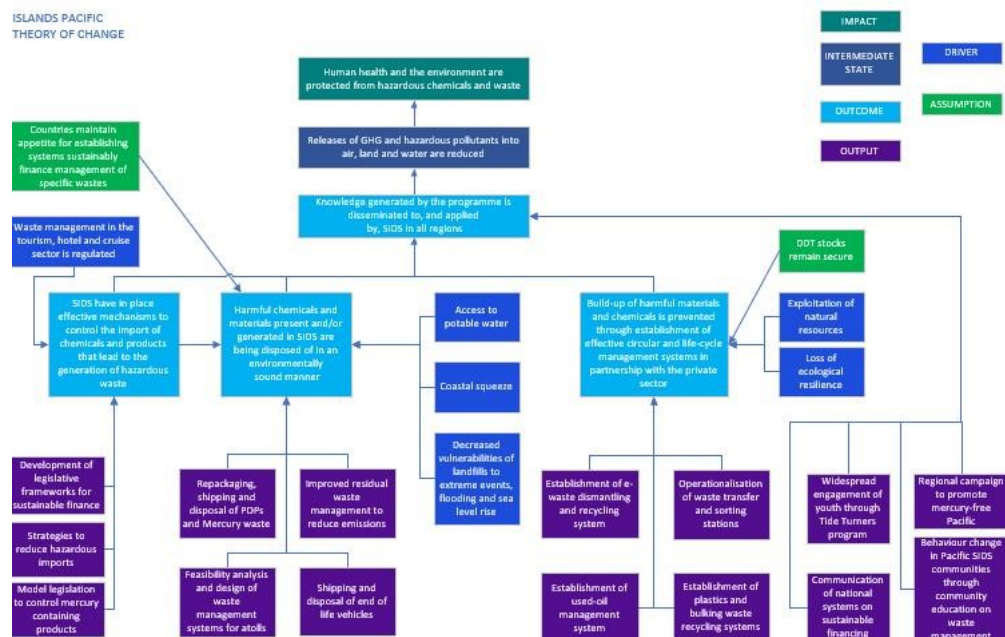 ISLANDS PACIFIC
THEORY OF CHANGE
IMPACT
INTERMEDIATE
STATE
DRIVER
OUTCOME
ASSUMPTION
OUTPUT
Human health and the environment are
protected from hazardous chemicals and waste
Releases of GHG and hazardous pollutants into
air, land and water are reduced
Knowledge generated by the programme is
disseminated to, and applied
by, SIDS in all regions
Countries maintain
appetite for establishing
systems sustainably
finance management of
specific wastes
Waste management in the
tourism, hotel and cruise
sector is regulated
DDT stocks
remain secure
SIDS have in place
effective mechanisms to
control the import of
chemicals and products
that lead to the
generation of hazardous
waste
Harmful chemicals and
materials present and/or
generated in SIDS are
being disposed of in an
environmentally
sound manner
Access to
potable water
Coastal squeeze
Decreased
vulnerabilities of
landfills to
extreme events,
flooding and sea
level rise
Build-up of harmful materials
and chemicals is prevented
through establishment of
effective circular and life-cycle
management systems in
partnership with the private
sector
Exploitation of
natural
resources
Loss of
ecological
resilience
Development of
legislative
frameworks for
sustainable finance
Strategies to
reduce hazardous
imports
Model legislation
to control mercury
containing
products
Repackaging,
shipping and
disposal of POPs
and Mercury waste
Improved residual
waste
management to
reduce emissions
Feasibility analysis
and design of
waste
management
systems for atolls
Shipping and
disposal of end of
life vehicles
Establishment of e-
waste dismantling
and recycling
system
Operationalisation
of waste transfer
and sorting
stations
Establishment of
used-oil
management
system
Establishment of
plastics and
bulking waste
recycling systems
Widespread
engagement of
youth through
Tide Turners
program
Regional campaign
to promote
mercury-free
Pacific
Communication of
national systems on
sustainable
financing
Behaviour change
in Pacific SIDS
communities
through
community
education on
waste
management